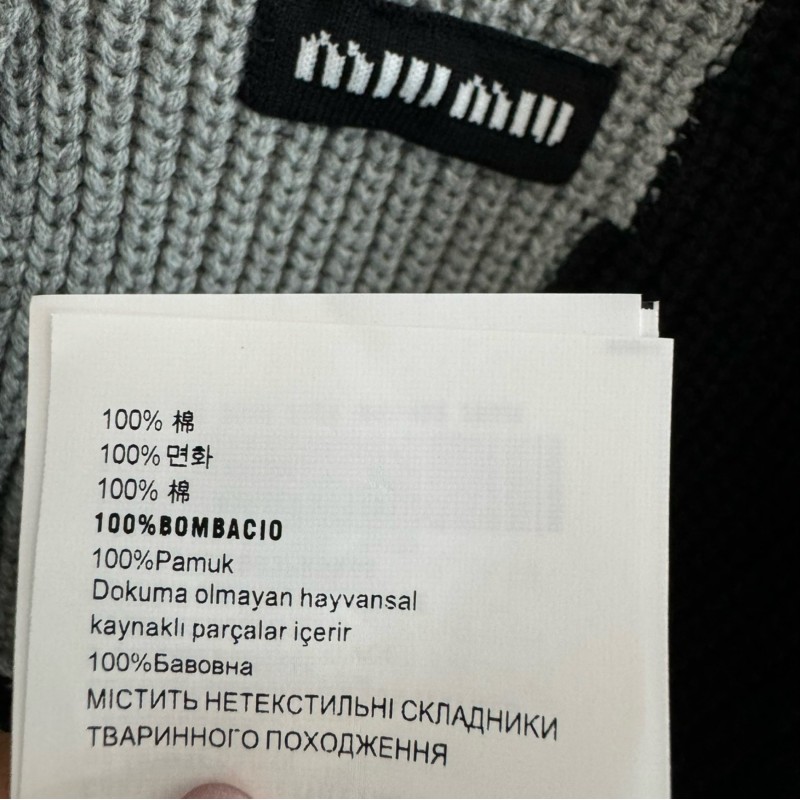 miu miu
100% 棉
100% 면화
100% 棉
100%BOMBACIO
100%Pamuk
Dokuma olmayan hayvansal
kaynaklı parçalar içerir
100%Бавовна
МІСТИТЬ НЕТЕКСТИЛЬНІ СКЛАДНИКИ
ТВАРИННОГО ПОХОДЖЕННЯ